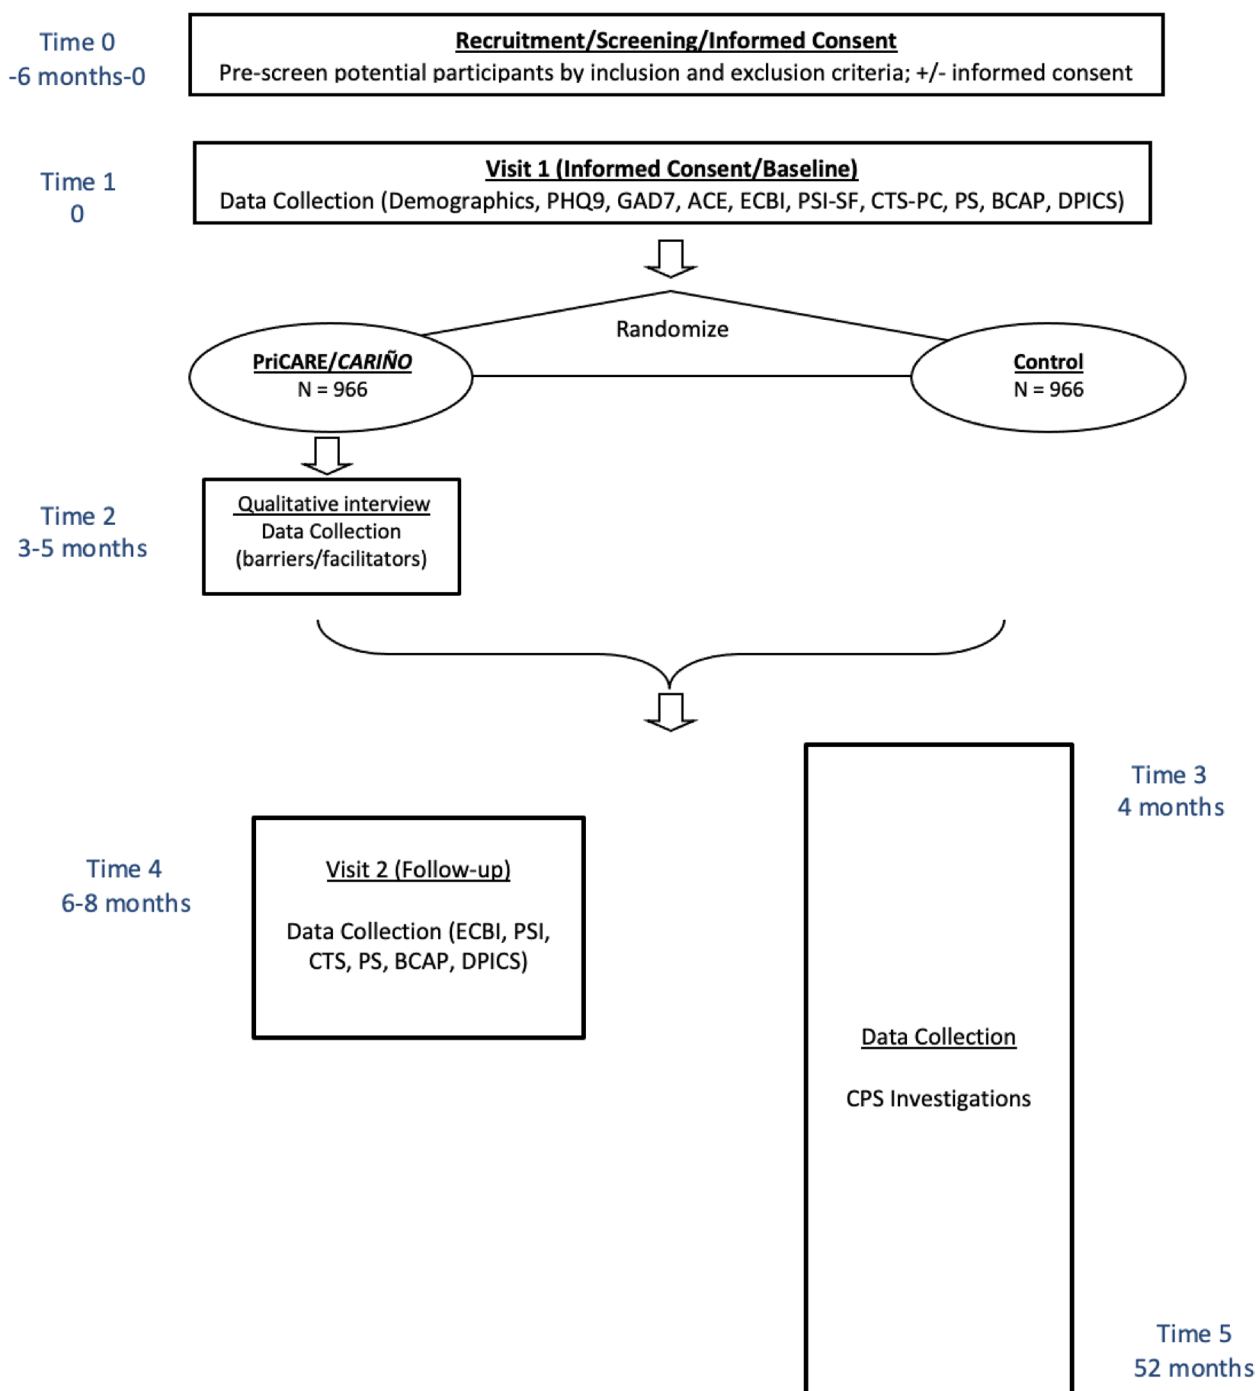 Time 0
-6 months-0
Recruitment/Screening/Informed Consent
Pre-screen potential participants by inclusion and exclusion criteria; +/- informed consent
Time 1
0
Visit 1 (Informed Consent/Baseline)
Data Collection (Demographics, PHQ9, GAD7, ACE, ECBI, PSI-SF, CTS-PC, PS, BCAP, DPICS)
Randomize
PriCARE/CARIÑO
N = 966
Control
N = 966
Time 2
3-5 months
Qualitative interview
Data Collection
(barriers/facilitators)
Time 3
4 months
Time 4
6-8 months
Visit 2 (Follow-up)
Data Collection (ECBI, PSI,
CTS, PS, BCAP, DPICS)
Data Collection
CPS Investigations
Time 5
52 months